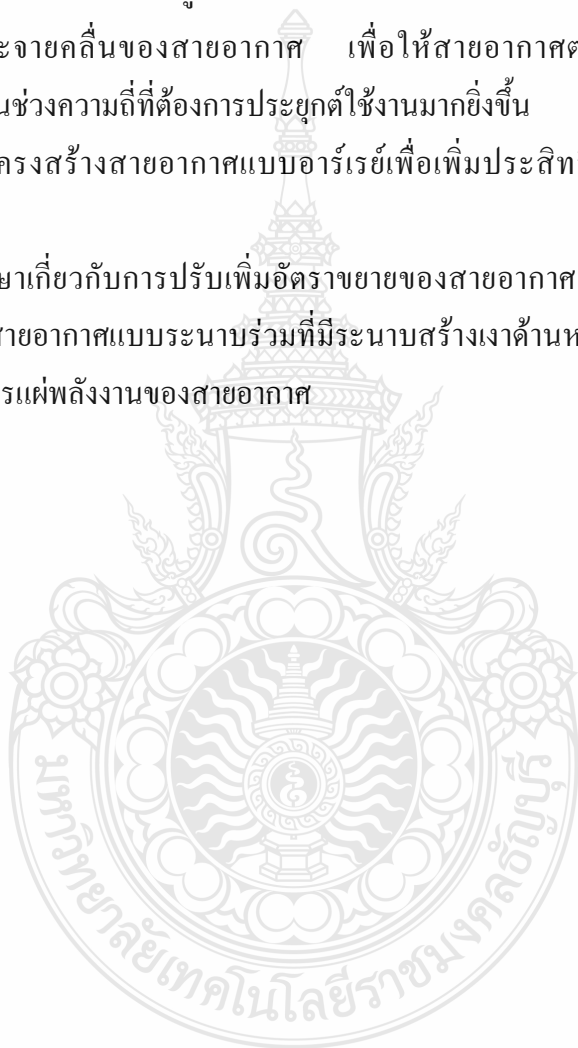 ะจายคลื่นของสายอากาศ เพื่อให้สายอากาศต
นช่วงความถี่ที่ต้องการประยุกต์ใช้งานมากยิ่งขึ้น
ครงสร้างสายอากาศแบบอาร์เรย์เพื่อเพิ่มประสิท
ษาเกี่ยวกับการปรับเพิ่มอัตราขยายของสายอากาศ
สายอากาศแบบระนาบร่วมที่มีระนาบสร้างเงาด้านห
รแผ่พลังงานของสายอากาศ
มหาวิทยาลัยเทคโนโลยีราชมงคลธัญบุรี